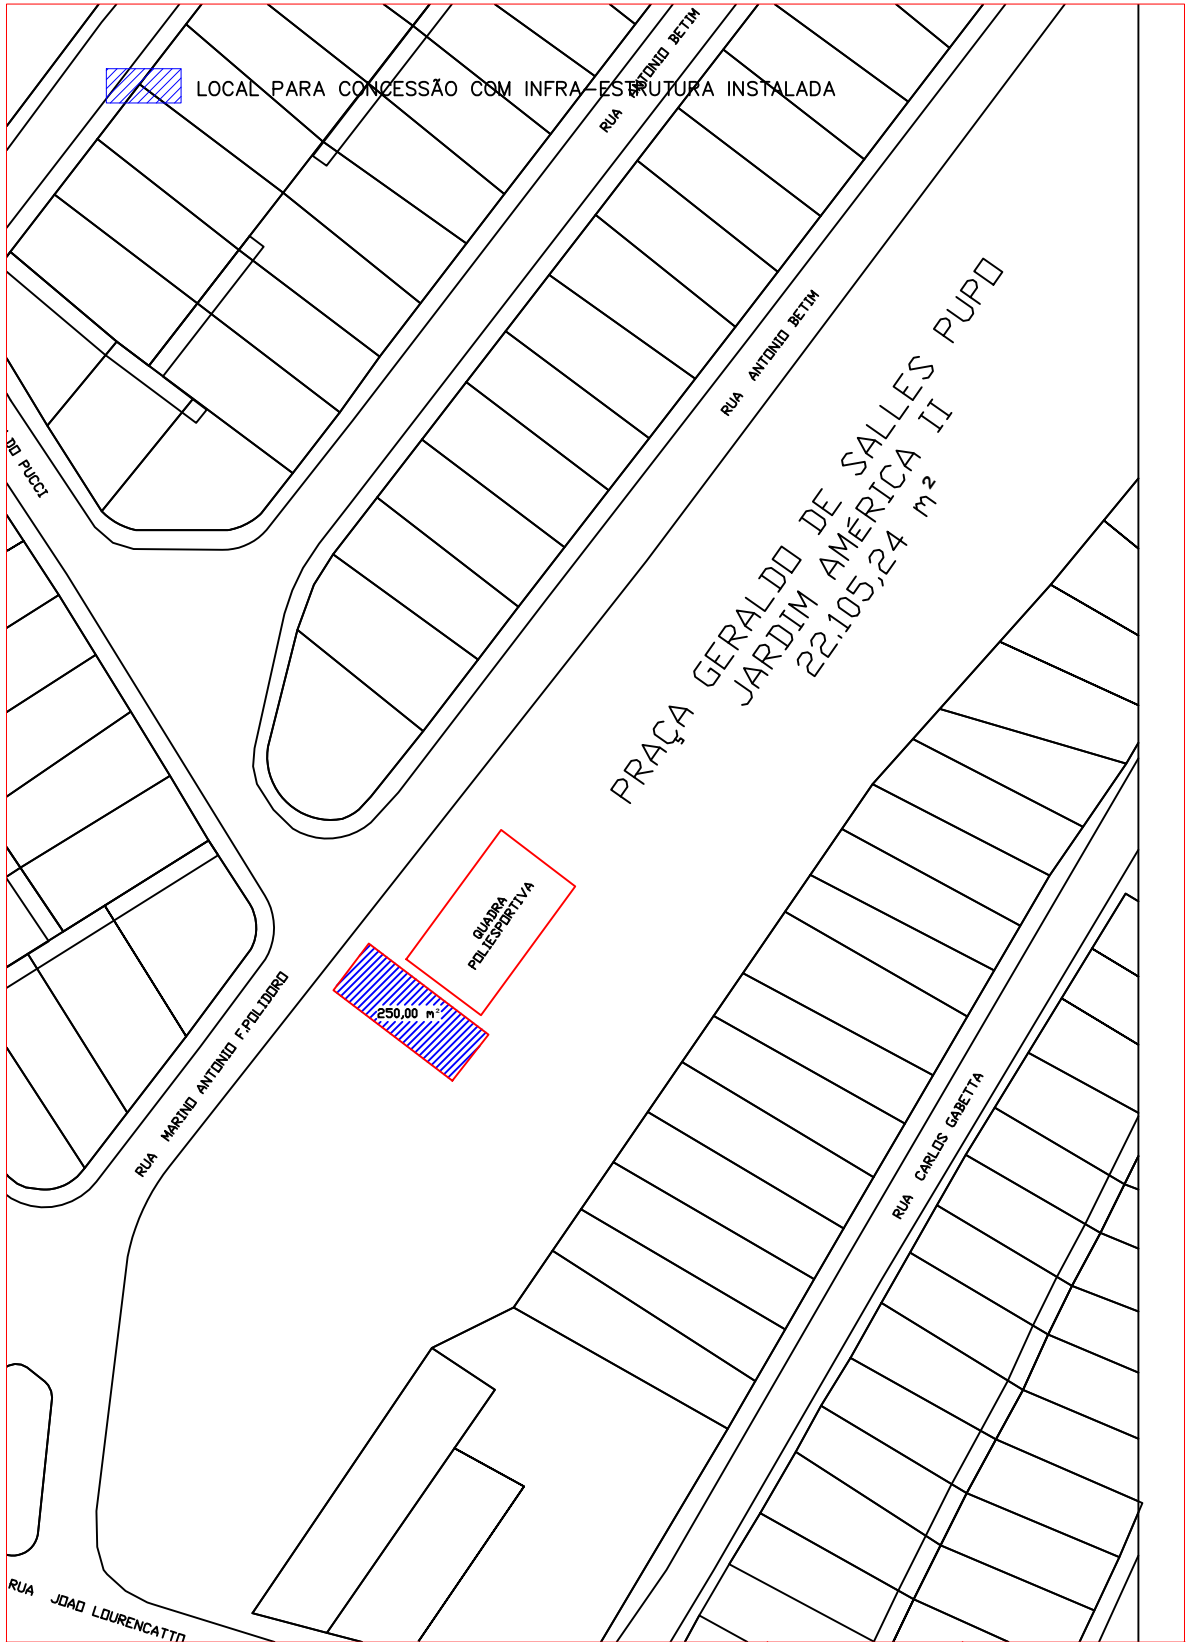 LOCAL PARA CONCESSÃO COM INFRA-ESTRUTURA INSTALADA
RUA ANTONIO BETIM
RUA ANTONIO BETIM
PRAÇA GERALDO DE SALLES PUPO
JARDIM AMÉRICA II
22.105,24 m²
DO PUCCI
QUADRA
POLIESPORTIVA
250,00 m²
RUA MARINO ANTONIO F.POLIDORO
RUA CARLOS GABETTA
RUA JOAO LOURENCATTO